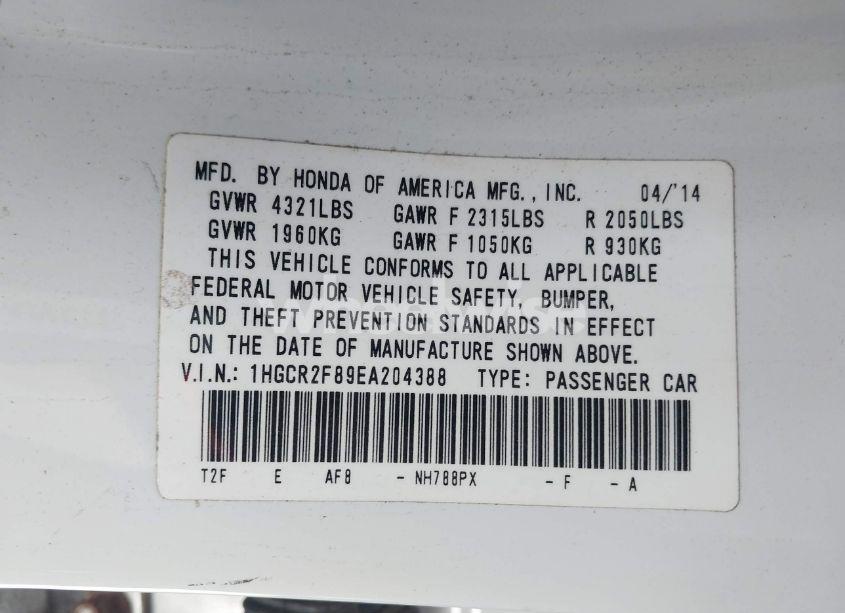 MFD. BY HONDA OF AMERICA MFG., INC. 04/'14
GVWR 4321LBS GAWR F 2315LBS R 2050LBS
GVWR 1960KG GAWR F 1050KG R 930KG
THIS VEHICLE CONFORMS TO ALL APPLICABLE
FEDERAL MOTOR VEHICLE SAFETY, BUMPER,
AND THEFT PREVENTION STANDARDS IN EFFECT
ON THE DATE OF MANUFACTURE SHOWN ABOVE.
V.I.N.: 1HGCR2F89EA204388 TYPE: PASSENGER CAR
T2F E AF8 - NH788PX - F - A